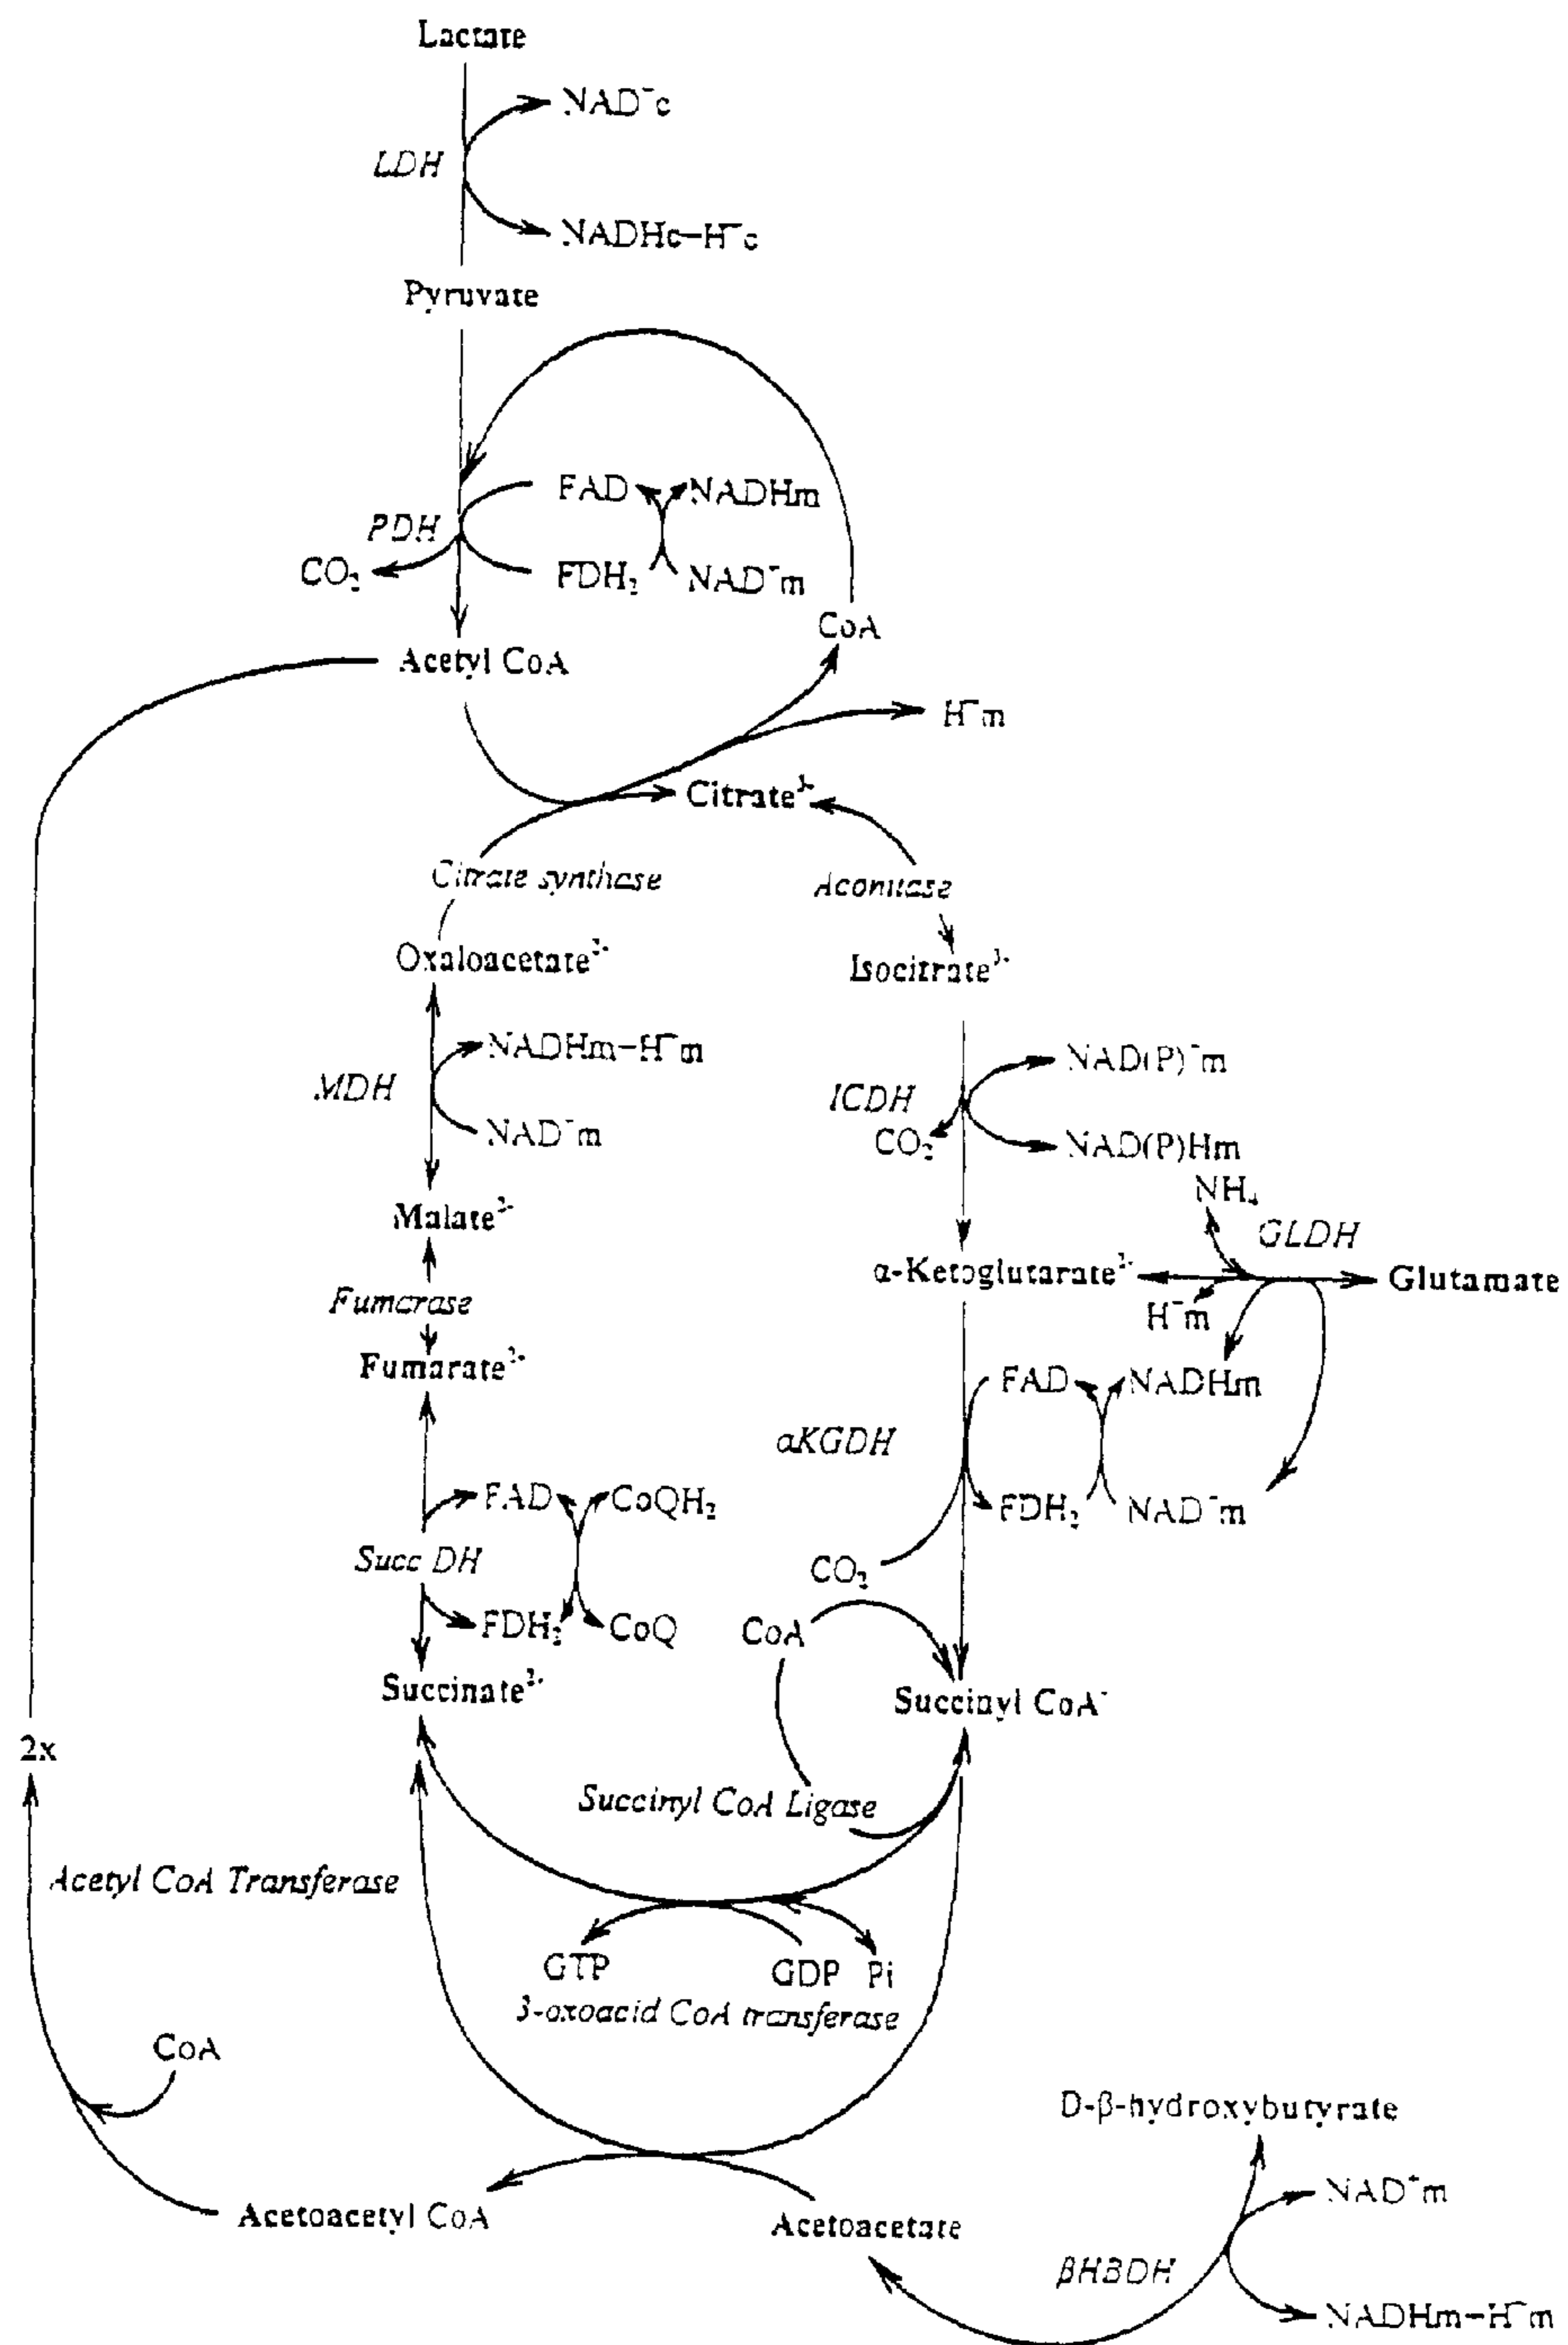 Lactate
NAD⁻c
LDH
NADHc–H⁻c
Pyruvate
FAD NADHm
PDH
CO₂ FDH₂ NAD⁻m
CoA
Acetyl CoA
H⁻m
Citrate³⁻
Citrate synthase Aconitase
Oxaloacetate²⁻ Isocitrate³⁻
NADHm–H⁻m NAD(P)⁻m
MDH ICDH
NAD⁻m CO₂ NAD(P)Hm
NH₄
Malate²⁻ GLDH
α-Ketoglutarate²⁻ Glutamate
Fumarase H⁻m
Fumarate²⁻
FAD NADHm
αKGDH
FAD CoQH₂ FDH₂ NAD⁻m
Succ DH CO₂
FDH₂ CoQ CoA
Succinate²⁻ Succinyl CoA⁻
2x
Succinyl CoA Ligase
Acetyl CoA Transferase
GTP GDP Pi
3-oxoacid CoA transferase
CoA
D-β-hydroxybutyrate
NAD⁺m
Acetoacetyl CoA Acetoacetate
βHBDH
NADHm–H⁻m